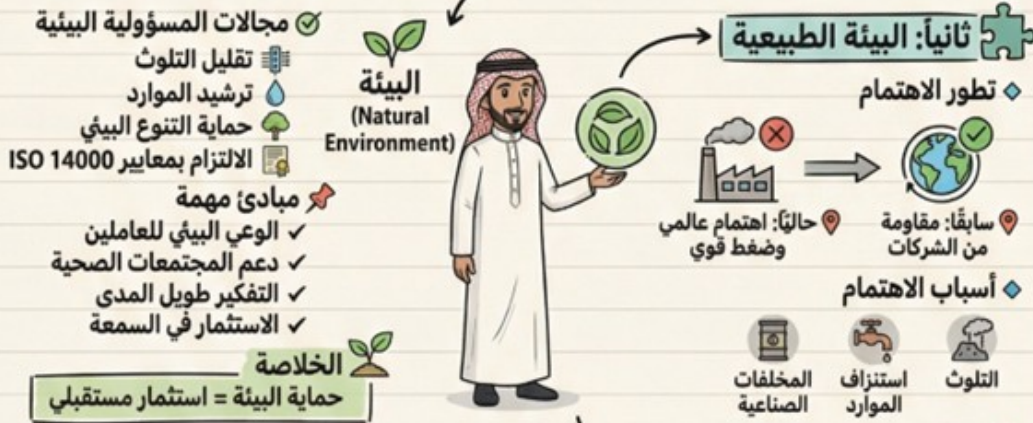 ثانياً: البيئة الطبيعية
تطور الاهتمام
سابقًا: مقاومة
من الشركات
حاليًا: اهتمام عالمي
وضغط قوي
أسباب الاهتمام
التلوث
استنزاف
الموارد
المخلفات
الصناعية
البيئة
(Natural
Environment)
مجالات المسؤولية البيئية
تقليل التلوث
ترشيد الموارد
حماية التنوع البيئي
الالتزام بمعايير ISO 14000
مبادئ مهمة
✓ الوعي البيئي للعاملين
✓ دعم المجتمعات الصحية
✓ التفكير طويل المدى
✓ الاستثمار في السمعة
الخلاصة
حماية البيئة = استثمار مستقبلي